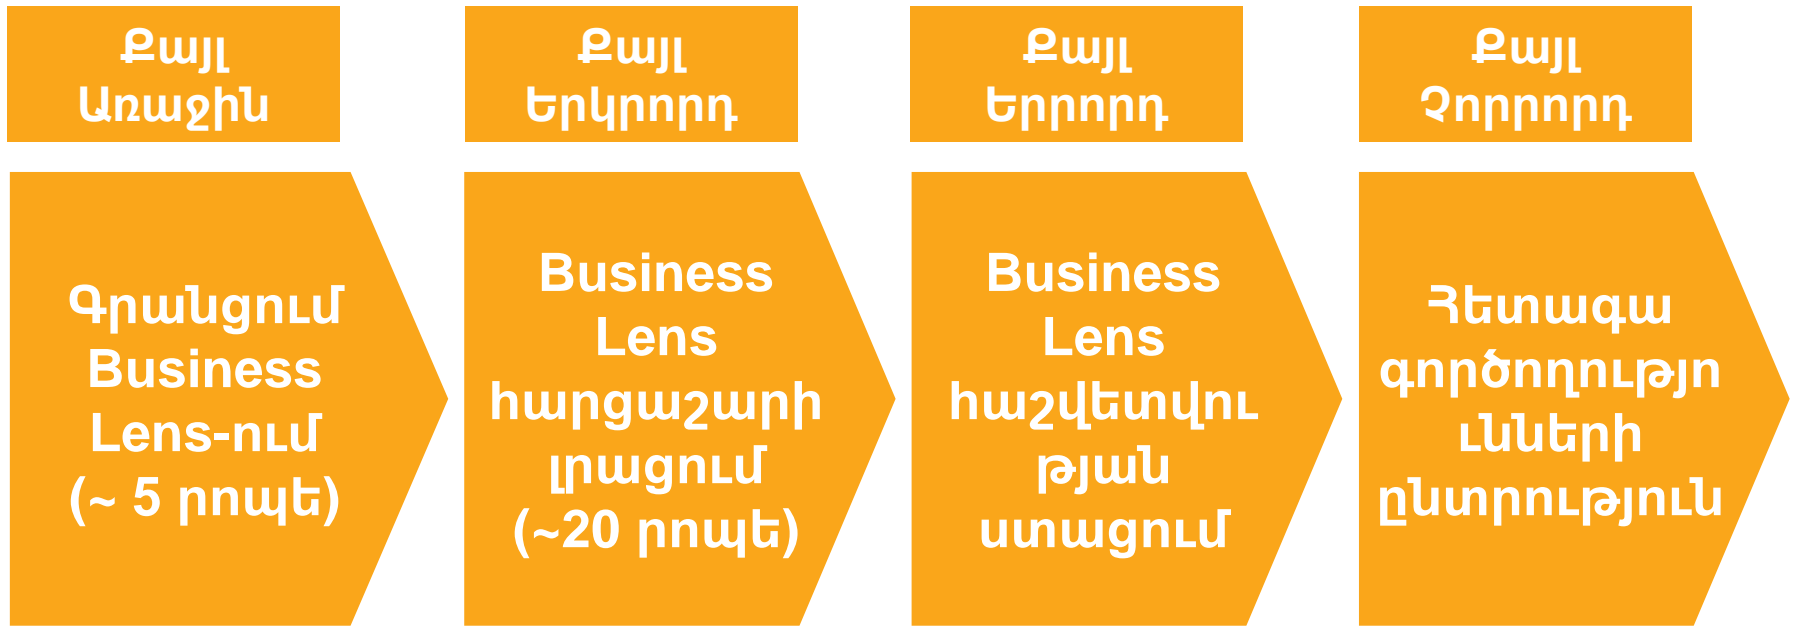 Քայլ
Առաջին
Քայլ
Երկրորդ
Քայլ
Երրորդ
Քայլ
Չորրորդ
Գրանցում
Business
Lens-ում
(~ 5 րոպե)
Business
Lens
հարցաշարի
լրացում
(~20 րոպե)
Business
Lens
հաշվետվու
թյան
ստացում
Հետագա
գործողությո
ւնների
ընտրություն